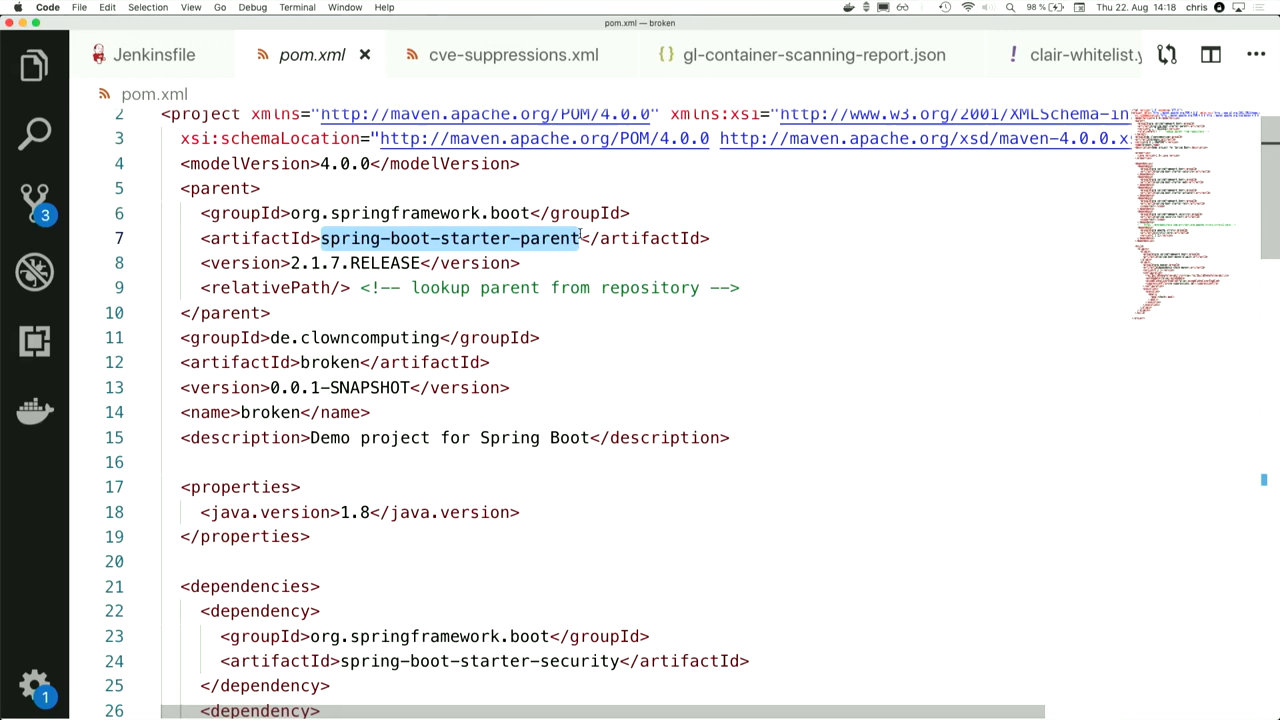 Code File Edit Selection View Go Debug Terminal Window Help 98 % Thu 22. Aug 14:18 chris
pom.xml — broken
Jenkinsfile pom.xml cve-suppressions.xml {} gl-container-scanning-report.json ! clair-whitelist.y
pom.xml
2 <project xmlns="http://maven.apache.org/POM/4.0.0" xmlns:xsi="http://www.w3.org/2001/XMLSchema-in
3 xsi:schemaLocation="http://maven.apache.org/POM/4.0.0 http://maven.apache.org/xsd/maven-4.0.0.xs
4 <modelVersion>4.0.0</modelVersion>
5 <parent>
6 <groupId>org.springframework.boot</groupId>
7 <artifactId>spring-boot-starter-parent</artifactId>
8 <version>2.1.7.RELEASE</version>
9 <relativePath/> <!-- lookup parent from repository -->
10 </parent>
11 <groupId>de.clowncomputing</groupId>
12 <artifactId>broken</artifactId>
13 <version>0.0.1-SNAPSHOT</version>
14 <name>broken</name>
15 <description>Demo project for Spring Boot</description>
16
17 <properties>
18 <java.version>1.8</java.version>
19 </properties>
20
21 <dependencies>
22 <dependency>
23 <groupId>org.springframework.boot</groupId>
24 <artifactId>spring-boot-starter-security</artifactId>
25 </dependency>
26 <dependency>
3
1